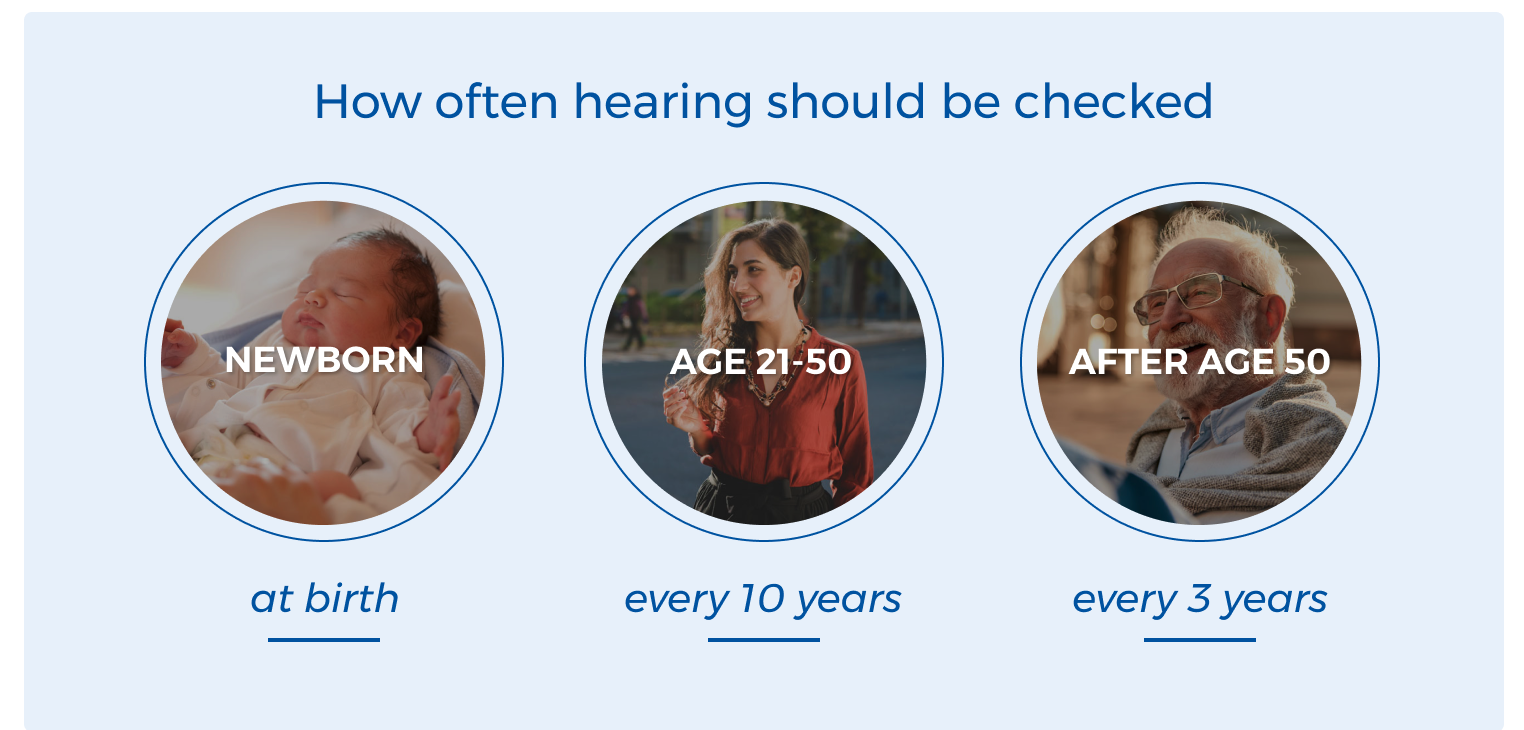 How often hearing should be checked
NEWBORN
AGE 21-50
AFTER AGE 50
at birth
every 10 years
every 3 years